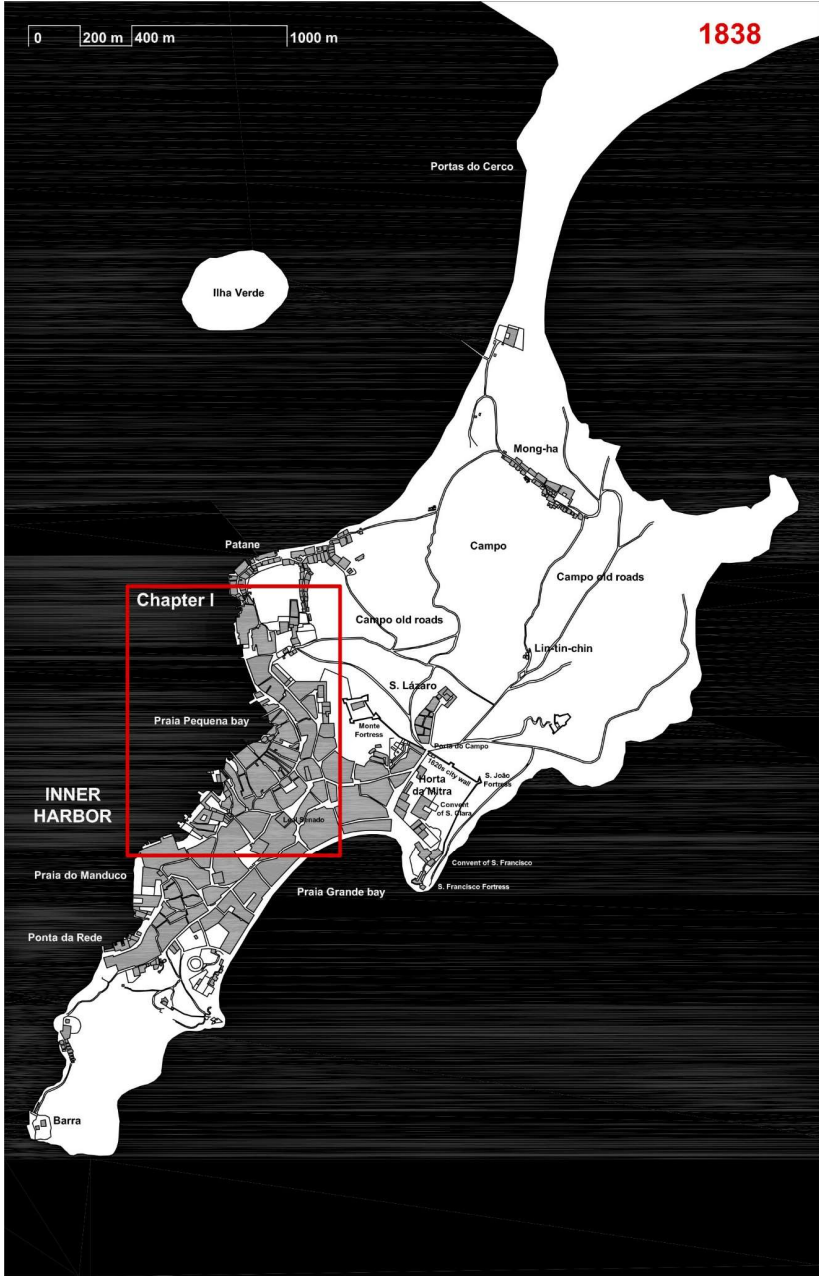 0 200 m 400 m 1000 m
1838
Portas do Cerco
Ilha Verde
Mong-ha
Patane
Campo
Campo old roads
Chapter I
Campo old roads
Lin-tin-chin
S. Lázaro
Praia Pequena bay
Monte
Fortress
Porta do Campo
1620s city wall
S. João
Fortress
Horta
da Mitra
INNER
HARBOR
Convent
of S. Clara
Leal Senado
Convent of S. Francisco
Praia do Manduco
S. Francisco Fortress
Praia Grande bay
Ponta da Rede
Barra